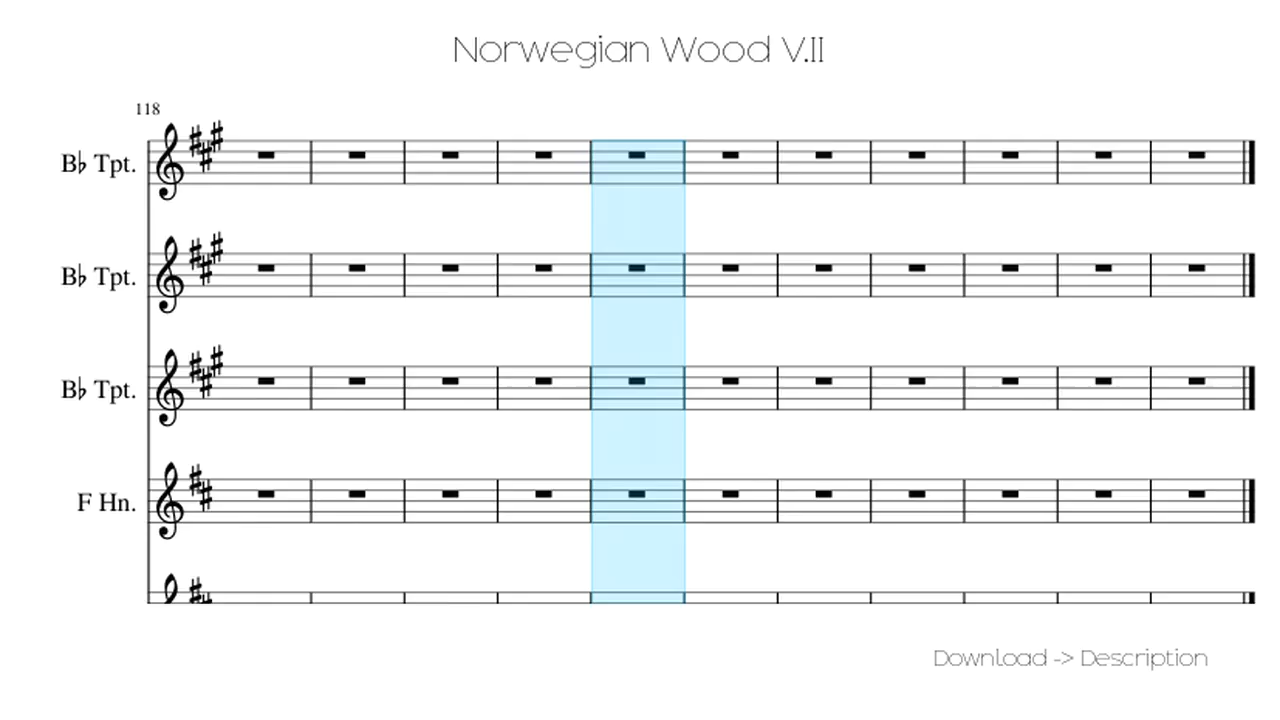 Norwegian Wood V.II
118
B♭ Tpt.
B♭ Tpt.
B♭ Tpt.
F Hn.
Download -> Description